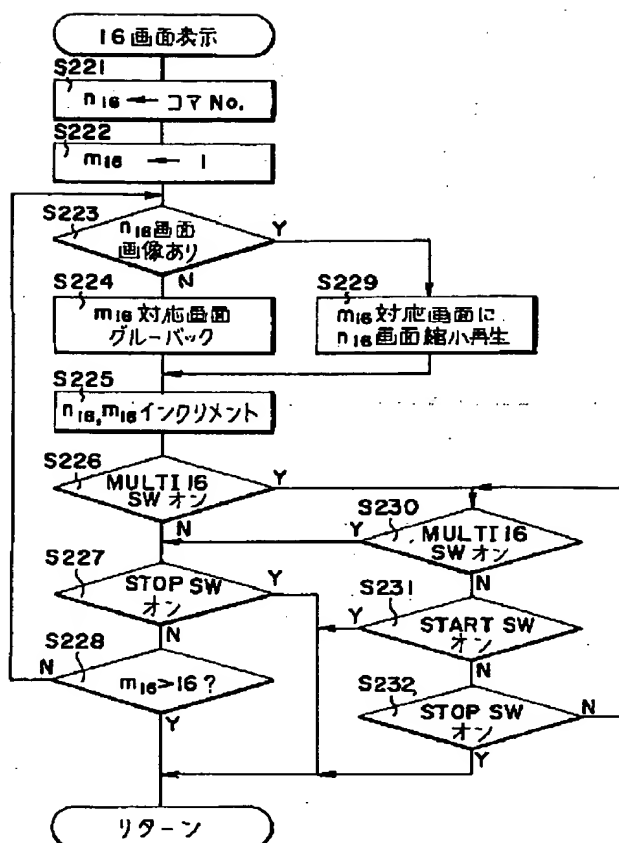 16画面表示
S221
n16 ← コマNo.
S222
m16 ← 1
S223
n16画面
画像あり
Y
N
S224
m16対応画面
グルーバック
S229
m16対応画面に
n16画面縮小再生
S225
n16,m16インクリメント
S226
MULTI16
SW オン
Y
N
S230
MULTI16
SW オン
Y
N
S227
STOP SW
オン
Y
N
S231
START SW
オン
Y
N
S228
m16>16?
N
Y
S232
STOP SW
オン
N
Y
リターン